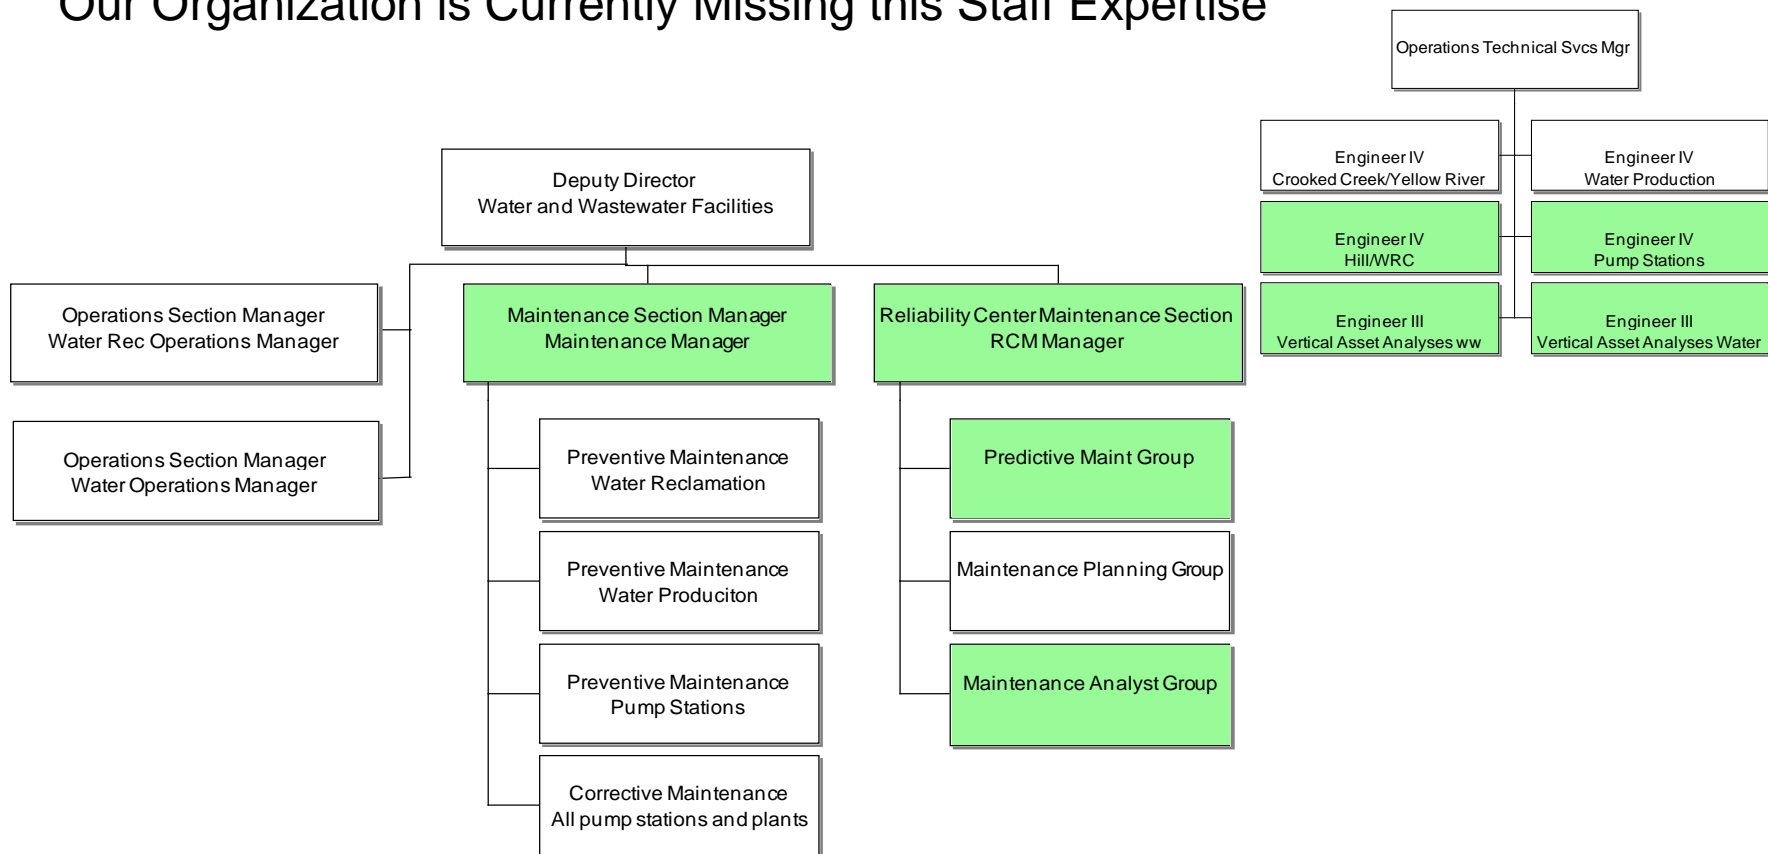 Our Organization is Currently Missing this Staff Expertise
Operations Technical Svcs Mgr
Engineer IV
Crooked Creek/Yellow River
Engineer IV
Water Production
Engineer IV
Hill/WRC
Engineer IV
Pump Stations
Engineer III
Vertical Asset Analyses ww
Engineer III
Vertical Asset Analyses Water
Deputy Director
Water and Wastewater Facilities
Operations Section Manager
Water Rec Operations Manager
Operations Section Manager
Water Operations Manager
Maintenance Section Manager
Maintenance Manager
Preventive Maintenance
Water Reclamation
Preventive Maintenance
Water Produciton
Preventive Maintenance
Pump Stations
Corrective Maintenance
All pump stations and plants
Reliability Center Maintenance Section
RCM Manager
Predictive Maint Group
Maintenance Planning Group
Maintenance Analyst Group